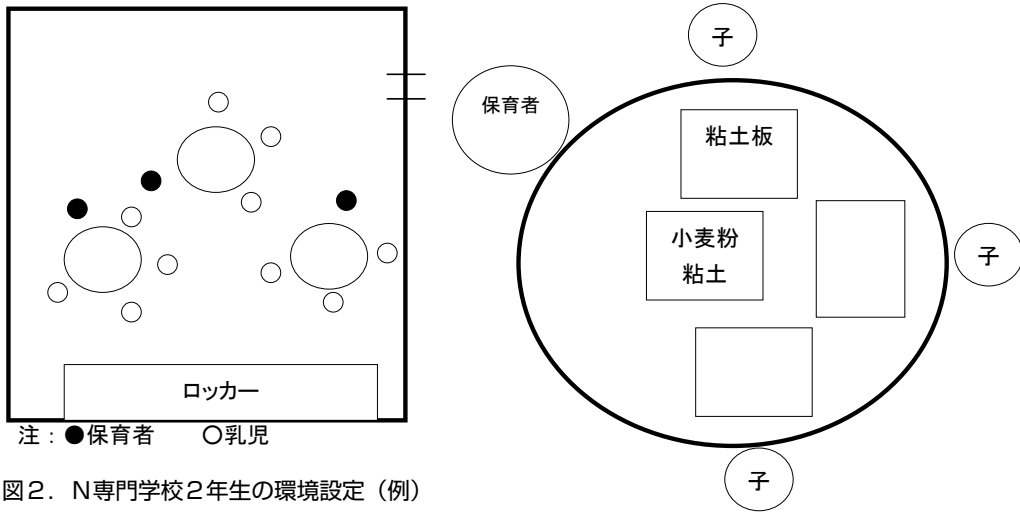 ロッカー
注：●保育者　　○乳児
図２．Ｎ専門学校２年生の環境設定（例）
子
保育者
粘土板
小麦粉
粘土
子
子